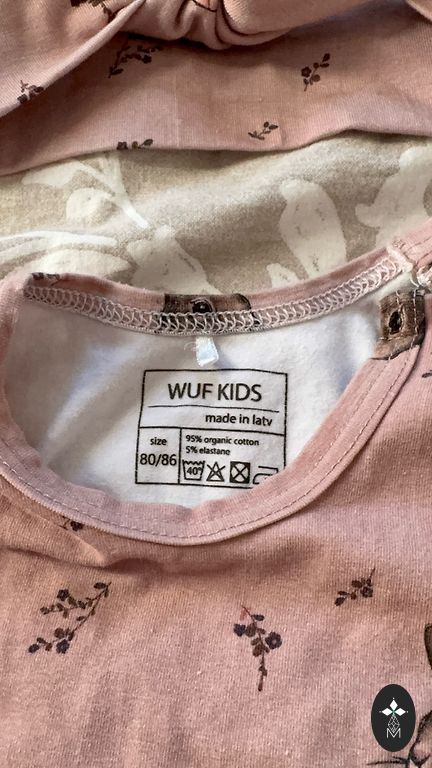 WUF KIDS
made in latv
size
80/86
95% organic cotton
5% elastane
40°